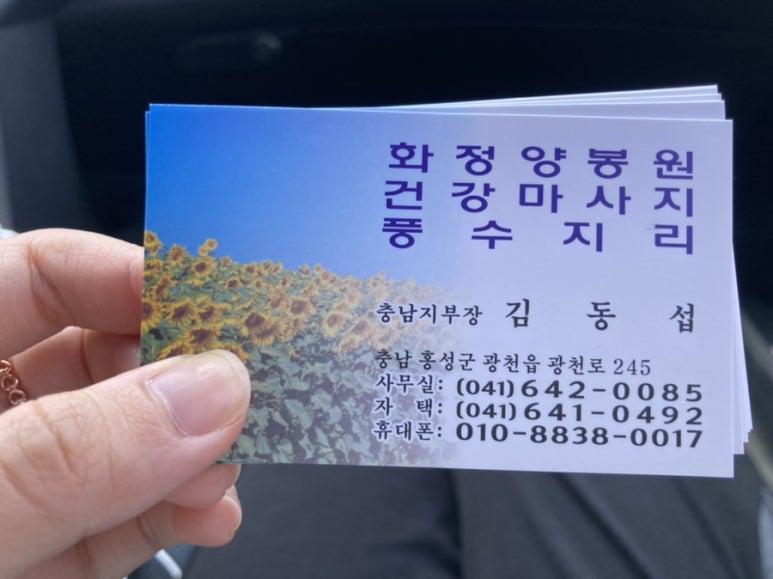 화정양봉원
건강마사지
풍수지리
충남지부장 김동섭
충남 홍성군 광천읍 광천로 245
사무실: (041) 642-0085
자 택: (041) 641-0492
휴대폰: 010-8838-0017